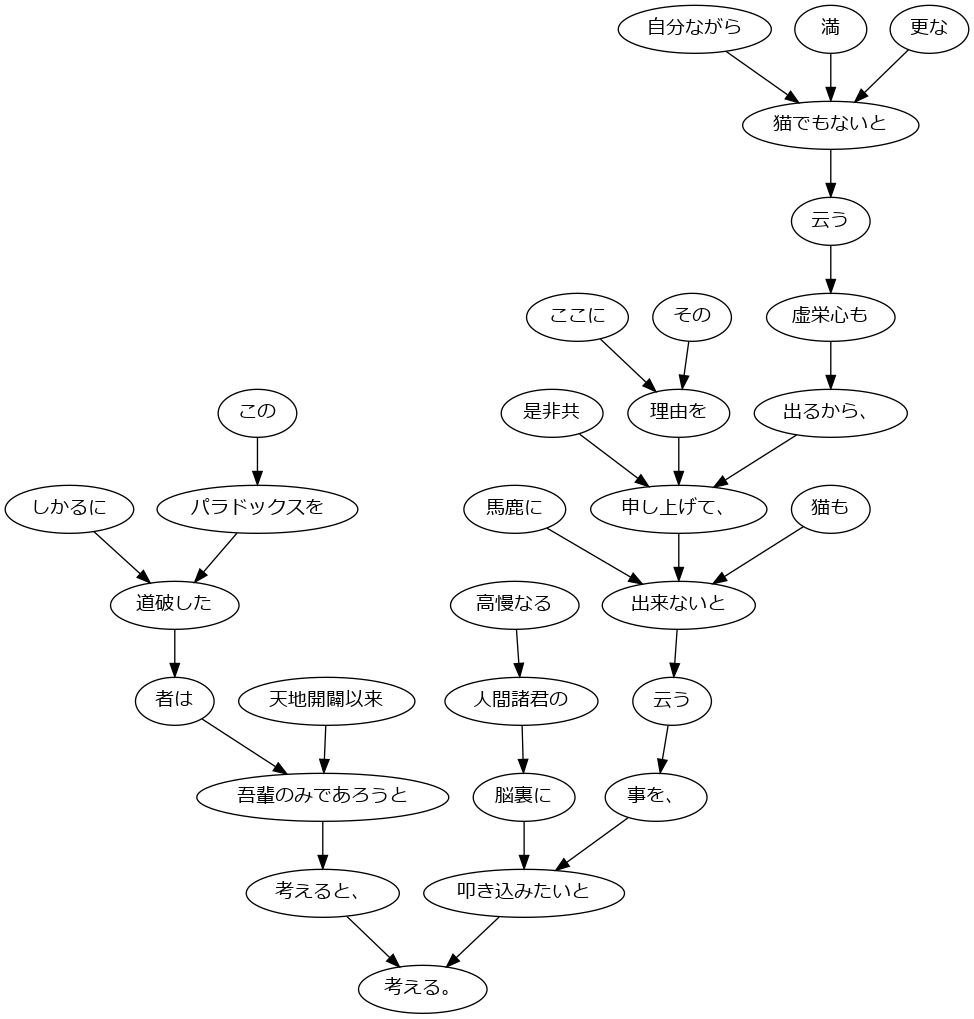 自分ながら
満
更な
猫でもないと
云う
ここに
その
虚栄心も
この
是非共
理由を
出るから、
しかるに
パラドックスを
馬鹿に
申し上げて、
猫も
道破した
高慢なる
出来ないと
者は
天地開闢以来
人間諸君の
云う
吾輩のみであろうと
脳裏に
事を、
考えると、
叩き込みたいと
考える。